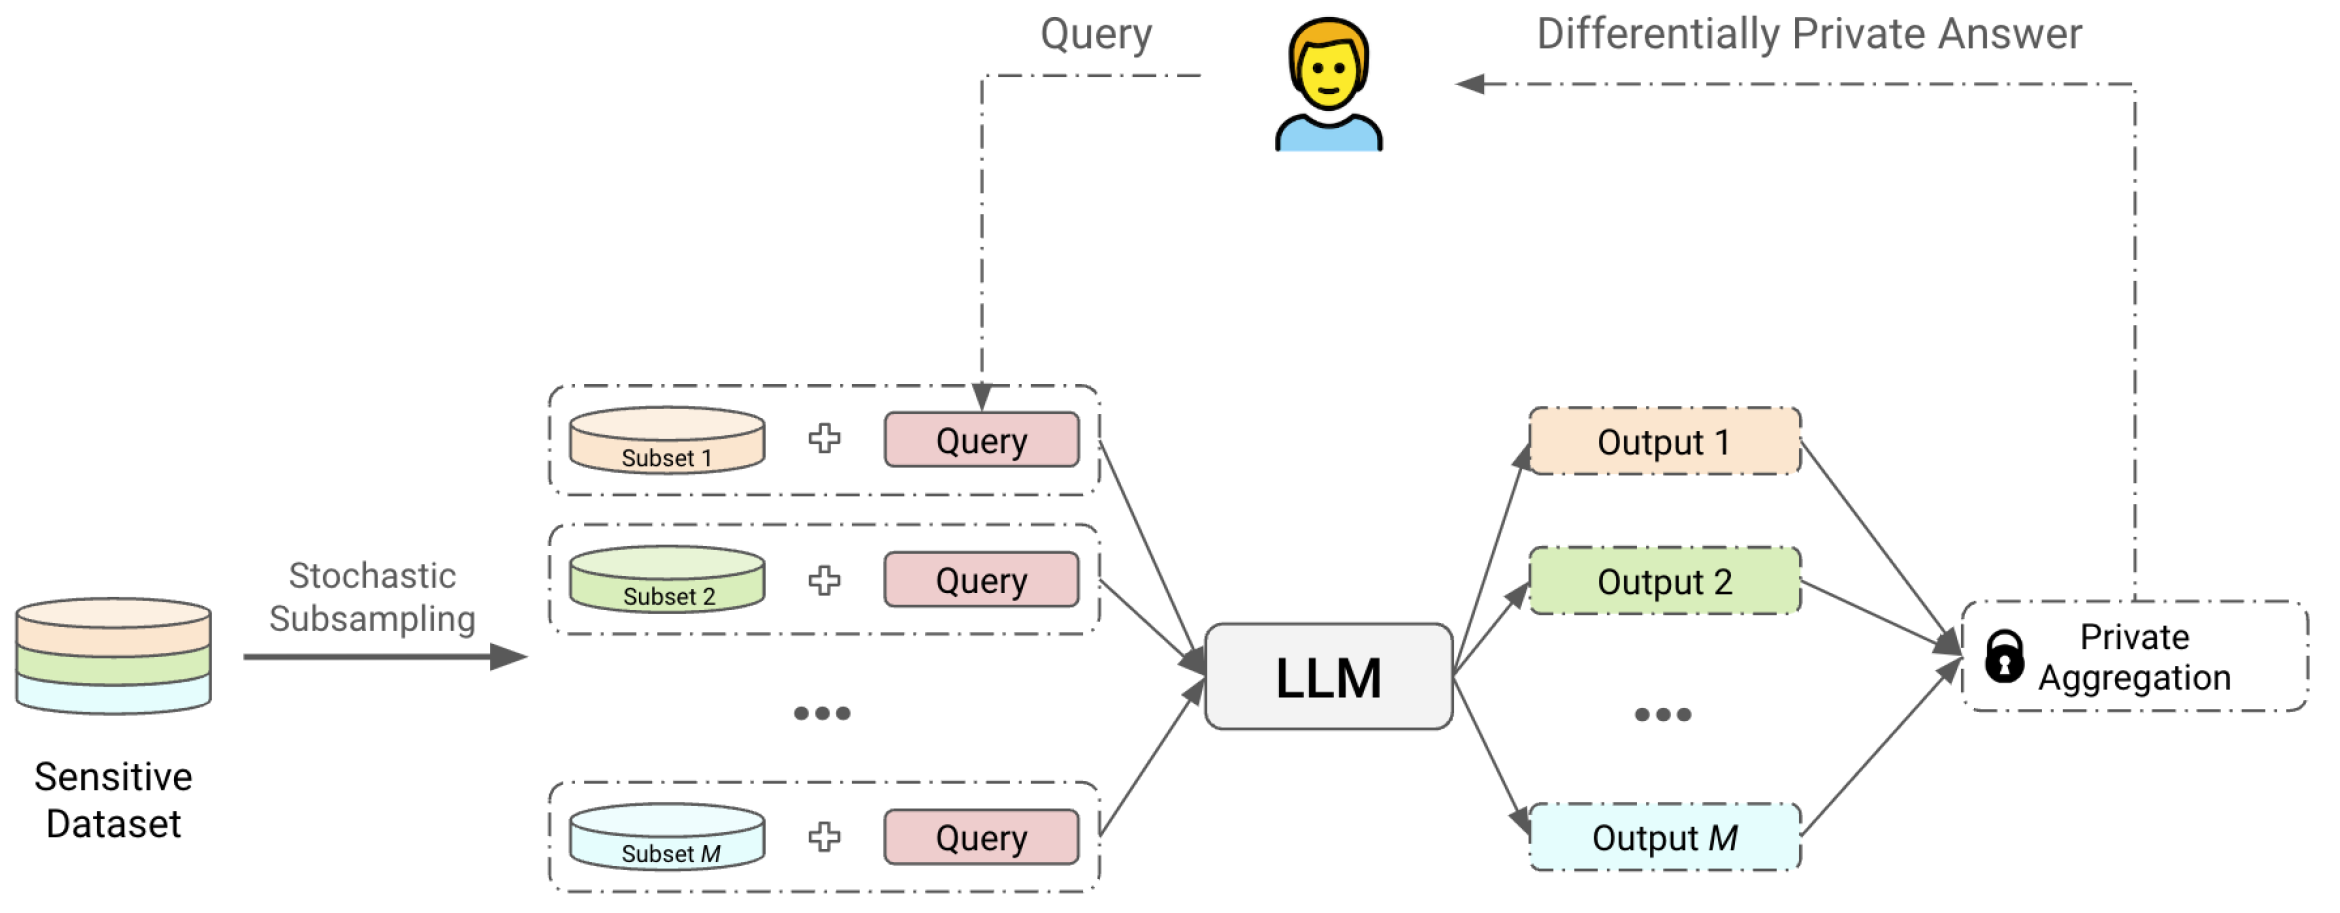 Query
Differentially Private Answer
Subset 1
Query
Output 1
Stochastic
Subsampling
Subset 2
Query
Output 2
Sensitive
Dataset
LLM
Private
Aggregation
Subset M
Query
Output M